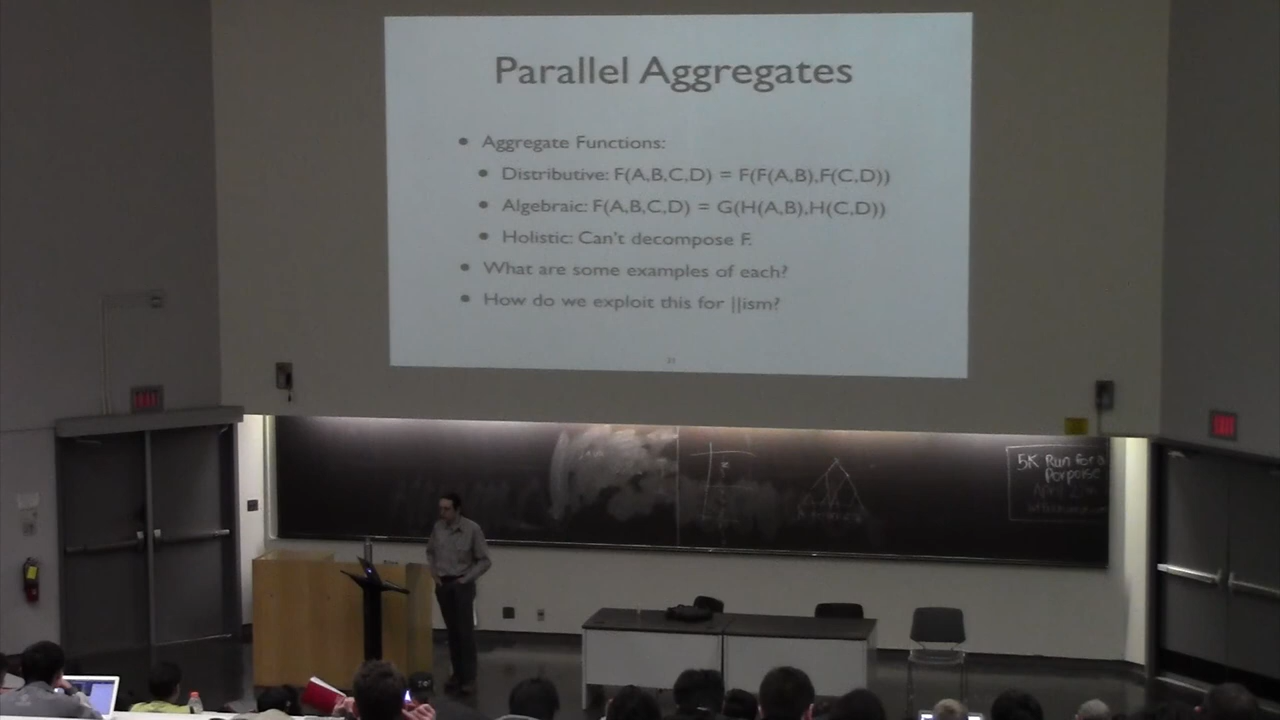 Parallel Aggregates
• Aggregate Functions:
• Distributive: F(A,B,C,D) = F(F(A,B),F(C,D))
• Algebraic: F(A,B,C,D) = G(H(A,B),H(C,D))
• Holistic: Can't decompose F.
• What are some examples of each?
• How do we exploit this for ||ism?
5K Run for a
Porpoise